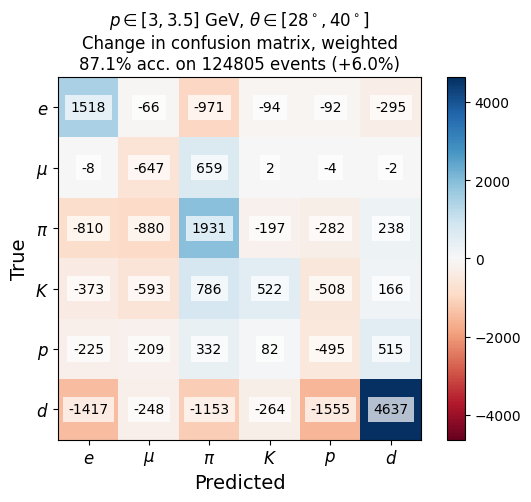 p ∈ [3, 3.5] GeV, θ ∈ [28°, 40°]
Change in confusion matrix, weighted
87.1% acc. on 124805 events (+6.0%)
e 1518 -66 -971 -94 -92 -295
μ -8 -647 659 2 -4 -2
π -810 -880 1931 -197 -282 238
K -373 -593 786 522 -508 166
p -225 -209 332 82 -495 515
d -1417 -248 -1153 -264 -1555 4637
e μ π K p d
Predicted
True
4000
2000
0
−2000
−4000